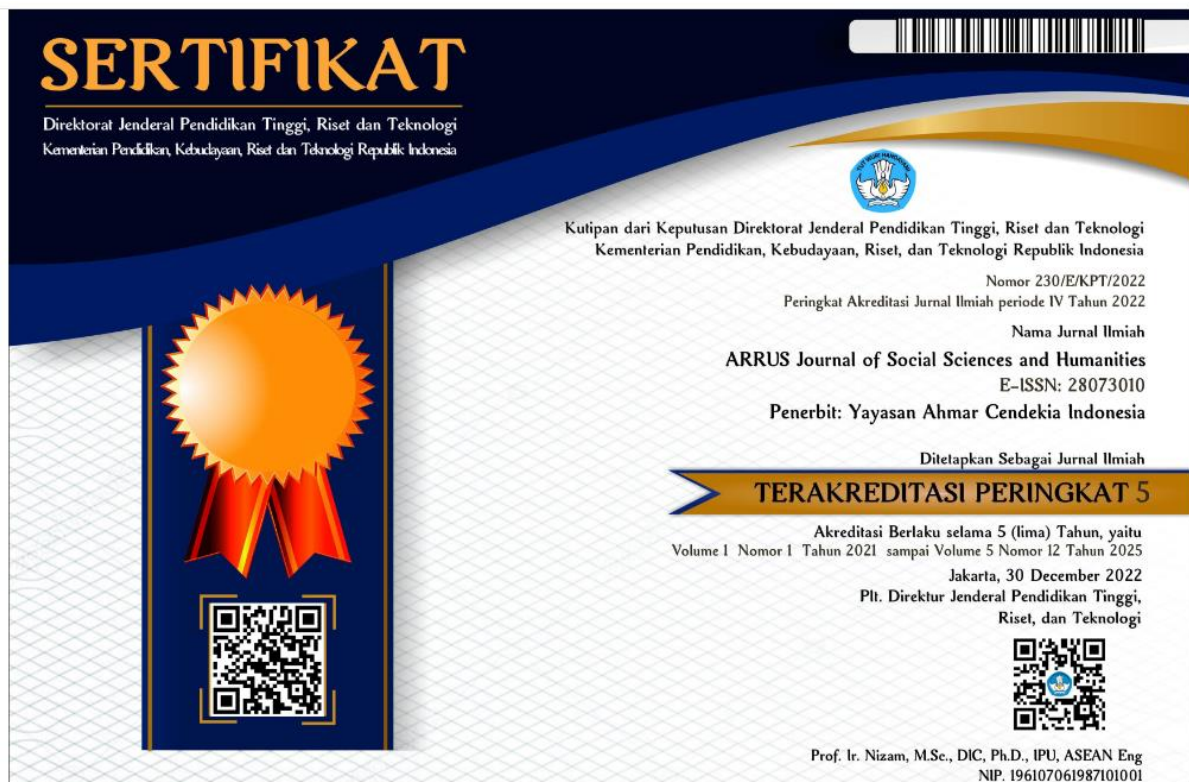 SERTIFIKAT
Direktorat Jenderal Pendidikan Tinggi, Riset dan Teknologi
Kementerian Pendidikan, Kebudayaan, Riset dan Teknologi Republik Indonesia
TUT WURI HANDAYANI
Kutipan dari Keputusan Direktorat Jenderal Pendidikan Tinggi, Riset dan Teknologi
Kementerian Pendidikan, Kebudayaan, Riset, dan Teknologi Republik Indonesia
Nomor 230/E/KPT/2022
Peringkat Akreditasi Jurnal Ilmiah periode IV Tahun 2022
Nama Jurnal Ilmiah
ARRUS Journal of Social Sciences and Humanities
E-ISSN: 28073010
Penerbit: Yayasan Ahmar Cendekia Indonesia
Ditetapkan Sebagai Jurnal Ilmiah
TERAKREDITASI PERINGKAT 5
Akreditasi Berlaku selama 5 (lima) Tahun, yaitu
Volume 1 Nomor 1 Tahun 2021 sampai Volume 5 Nomor 12 Tahun 2025
Jakarta, 30 December 2022
Plt. Direktur Jenderal Pendidikan Tinggi,
Riset, dan Teknologi
Prof. Ir. Nizam, M.Sc., DIC, Ph.D., IPU, ASEAN Eng
NIP. 196107061987101001